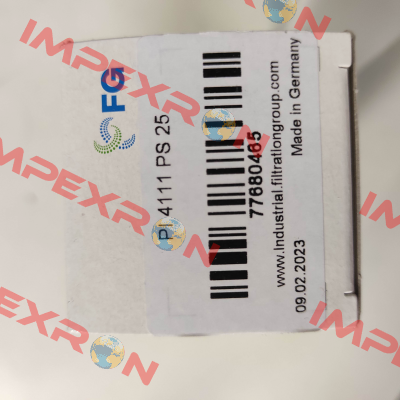 FG
PI 4111 PS 25
77680465
www.industrial.filtrationgroup.com
Made in Germany
09.02.2023
IMPEXRON
IMPEXRON
IMPEXRON
IMPEXRON